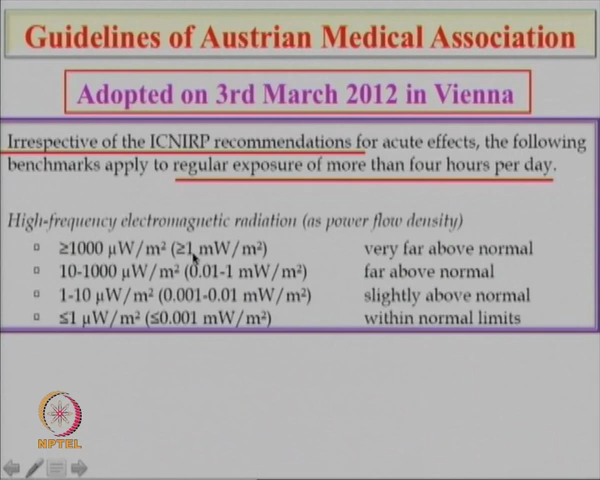 Guidelines of Austrian Medical Association
Adopted on 3rd March 2012 in Vienna
Irrespective of the ICNIRP recommendations for acute effects, the following
benchmarks apply to regular exposure of more than four hours per day.
High-frequency electromagnetic radiation (as power flow density)
≥1000 µW/m² (≥1 mW/m²) very far above normal
10-1000 µW/m² (0.01-1 mW/m²) far above normal
1-10 µW/m² (0.001-0.01 mW/m²) slightly above normal
≤1 µW/m² (≤0.001 mW/m²) within normal limits
NPTEL